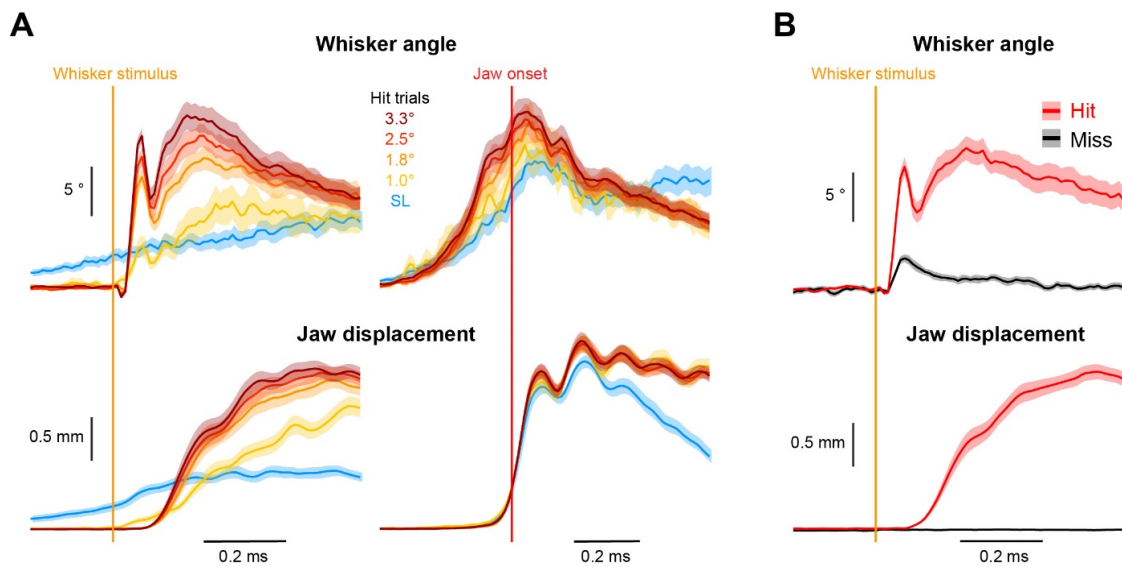 A
Whisker angle
Whisker stimulus
Jaw onset
Hit trials
3.3°
2.5°
1.8°
1.0°
SL
5 °
Jaw displacement
0.5 mm
0.2 ms
0.2 ms
B
Whisker angle
Whisker stimulus
Hit
Miss
5 °
Jaw displacement
0.5 mm
0.2 ms